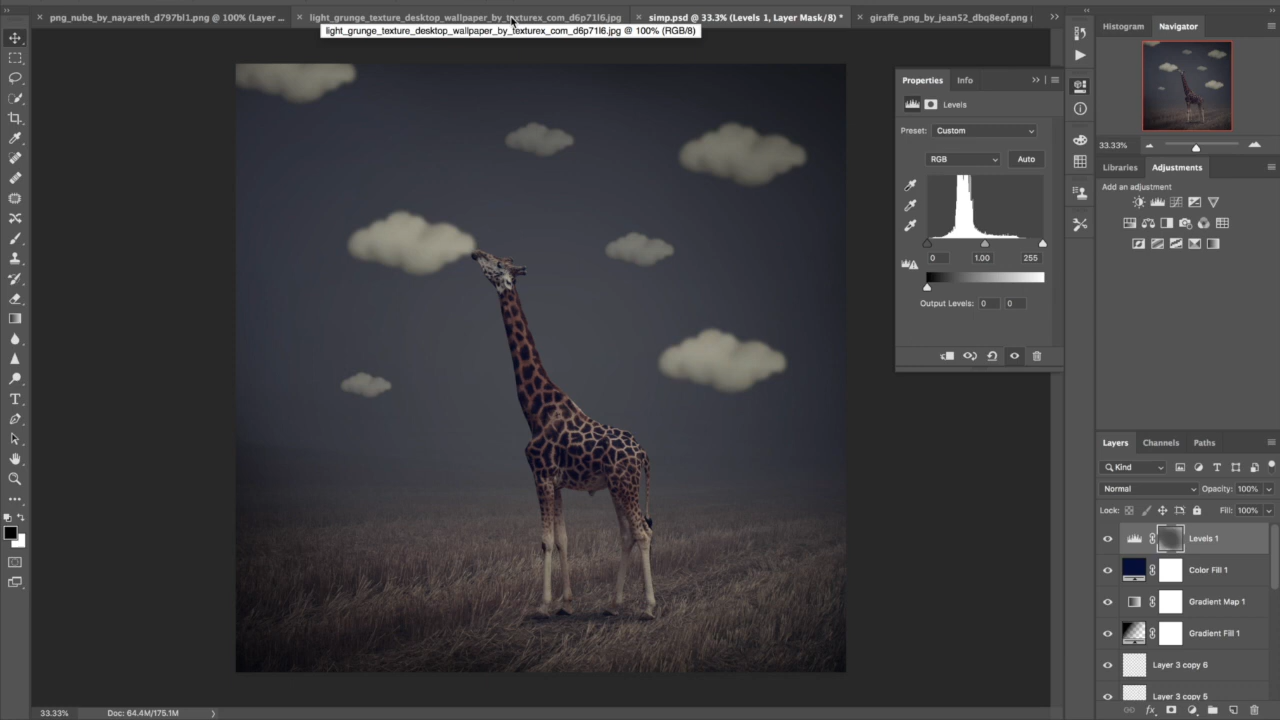 png_nube_by_nayareth_d797bl1.png @ 100% (Layer ...
light_grunge_texture_desktop_wallpaper_by_texturex_com_d6p71l6.jpg
simp.psd @ 33.3% (Levels 1, Layer Mask/8) *
giraffe_png_by_jean52_dbq8eof.png
light_grunge_texture_desktop_wallpaper_by_texturex_com_d6p71l6.jpg @ 100% (RGB/8)
Histogram
Navigator
33.33%
Properties
Info
Levels
Preset: Custom
RGB
Auto
0
1.00
255
Output Levels: 0 0
Libraries
Adjustments
Add an adjustment
Layers
Channels
Paths
Kind
Normal
Opacity: 100%
Lock:
Fill: 100%
Levels 1
Color Fill 1
Gradient Map 1
Gradient Fill 1
Layer 3 copy 6
Layer 3 copy 5
33.33%
Doc: 64.4M/175.1M